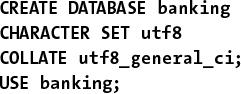 CREATE DATABASE banking
CHARACTER SET utf8
COLLATE utf8_general_ci;
USE banking;